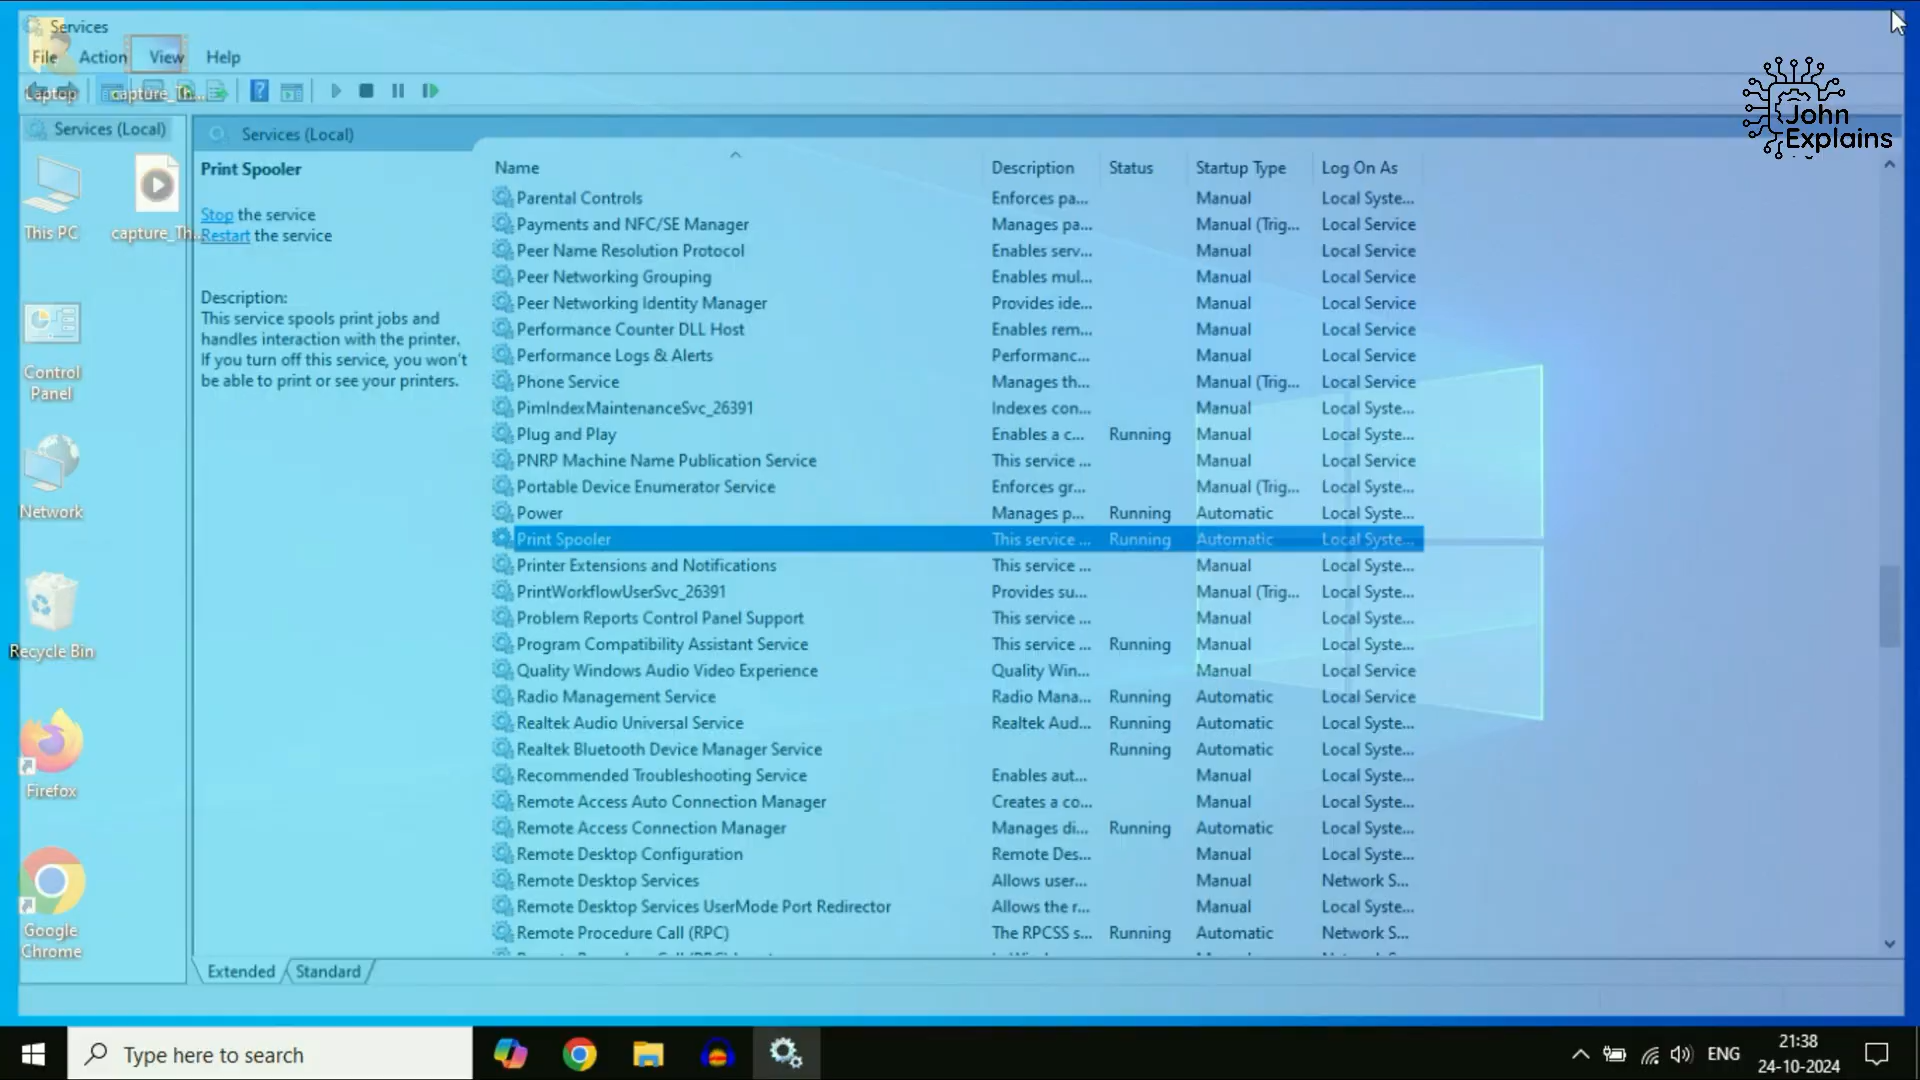 Services
File Action View Help
Laptop capture_Th...
Services (Local)
Services (Local)
John
Explains
Print Spooler
Stop the service
Restart the service
Description:
This service spools print jobs and
handles interaction with the printer.
If you turn off this service, you won't
be able to print or see your printers.
This PC
capture_Th...
Control
Panel
Network
Recycle Bin
Firefox
Google
Chrome
Name Description Status Startup Type Log On As
Parental Controls Enforces pa... Manual Local Syste...
Payments and NFC/SE Manager Manages pa... Manual (Trig... Local Service
Peer Name Resolution Protocol Enables serv... Manual Local Service
Peer Networking Grouping Enables mul... Manual Local Service
Peer Networking Identity Manager Provides ide... Manual Local Service
Performance Counter DLL Host Enables rem... Manual Local Service
Performance Logs & Alerts Performanc... Manual Local Service
Phone Service Manages th... Manual (Trig... Local Service
PimIndexMaintenanceSvc_26391 Indexes con... Manual Local Syste...
Plug and Play Enables a c... Running Manual Local Syste...
PNRP Machine Name Publication Service This service ... Manual Local Service
Portable Device Enumerator Service Enforces gr... Manual (Trig... Local Syste...
Power Manages p... Running Automatic Local Syste...
Print Spooler This service ... Running Automatic Local Syste...
Printer Extensions and Notifications This service ... Manual Local Syste...
PrintWorkflowUserSvc_26391 Provides su... Manual (Trig... Local Syste...
Problem Reports Control Panel Support This service ... Manual Local Syste...
Program Compatibility Assistant Service This service ... Running Manual Local Syste...
Quality Windows Audio Video Experience Quality Win... Manual Local Service
Radio Management Service Radio Mana... Running Automatic Local Service
Realtek Audio Universal Service Realtek Aud... Running Automatic Local Syste...
Realtek Bluetooth Device Manager Service Running Automatic Local Syste...
Recommended Troubleshooting Service Enables aut... Manual Local Syste...
Remote Access Auto Connection Manager Creates a co... Manual Local Syste...
Remote Access Connection Manager Manages di... Running Automatic Local Syste...
Remote Desktop Configuration Remote Des... Manual Local Syste...
Remote Desktop Services Allows user... Manual Network S...
Remote Desktop Services UserMode Port Redirector Allows the r... Manual Local Syste...
Remote Procedure Call (RPC) The RPCSS s... Running Automatic Network S...
Extended Standard
Type here to search
ENG
21:38
24-10-2024